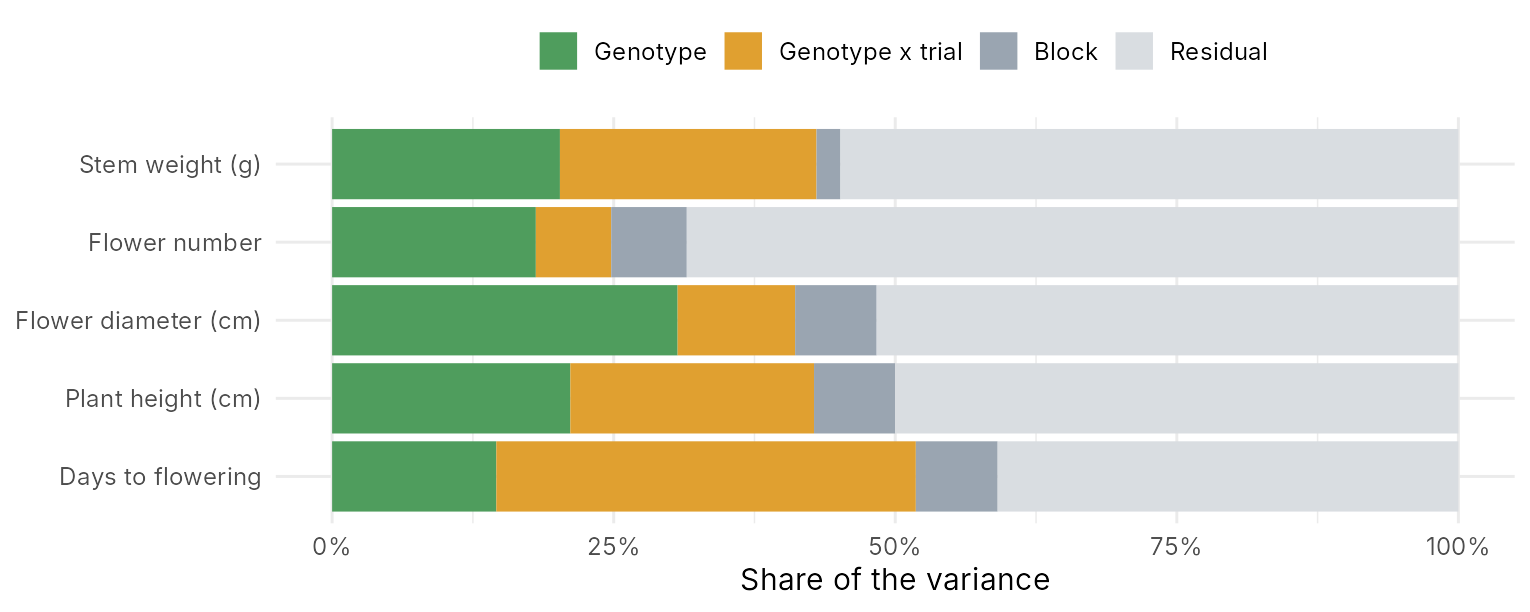 Genotype Genotype x trial Block Residual
Stem weight (g)
Flower number
Flower diameter (cm)
Plant height (cm)
Days to flowering
0% 25% 50% 75% 100%
Share of the variance